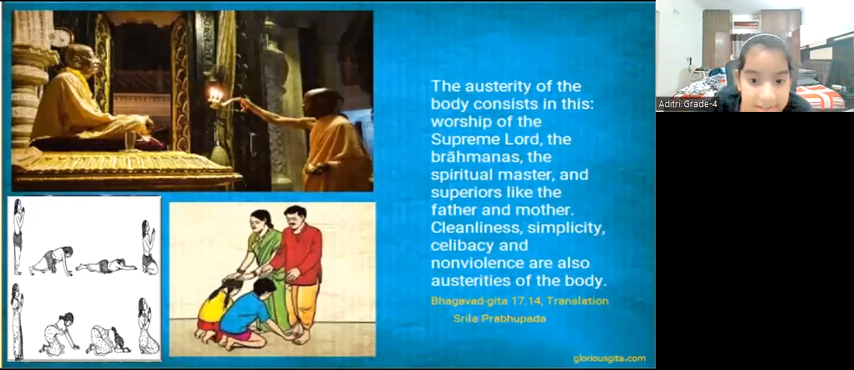 The austerity of the
body consists in this:
worship of the
Supreme Lord, the
brāhmanas, the
spiritual master, and
superiors like the
father and mother.
Cleanliness, simplicity,
celibacy and
nonviolence are also
austerities of the body.
Bhagavad-gita 17.14, Translation
Srila Prabhupada
gloriousgita.com
Aditri Grade-4